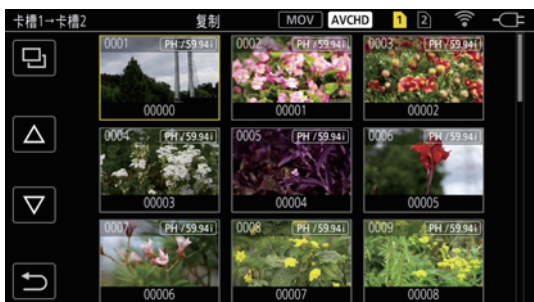 卡槽1→卡槽2 复制 MOV AVCHD 1 2
0001 PH/59.94i 0002 PH/59.94i 0003 PH/59.94i
00000 00001 00002
0004 PH/59.94i 0005 PH/59.94i 0006 PH/59.94i
00003 00004 00005
0007 PH/59.94i 0008 PH/59.94i 0009 PH/59.94i
00006 00007 00008